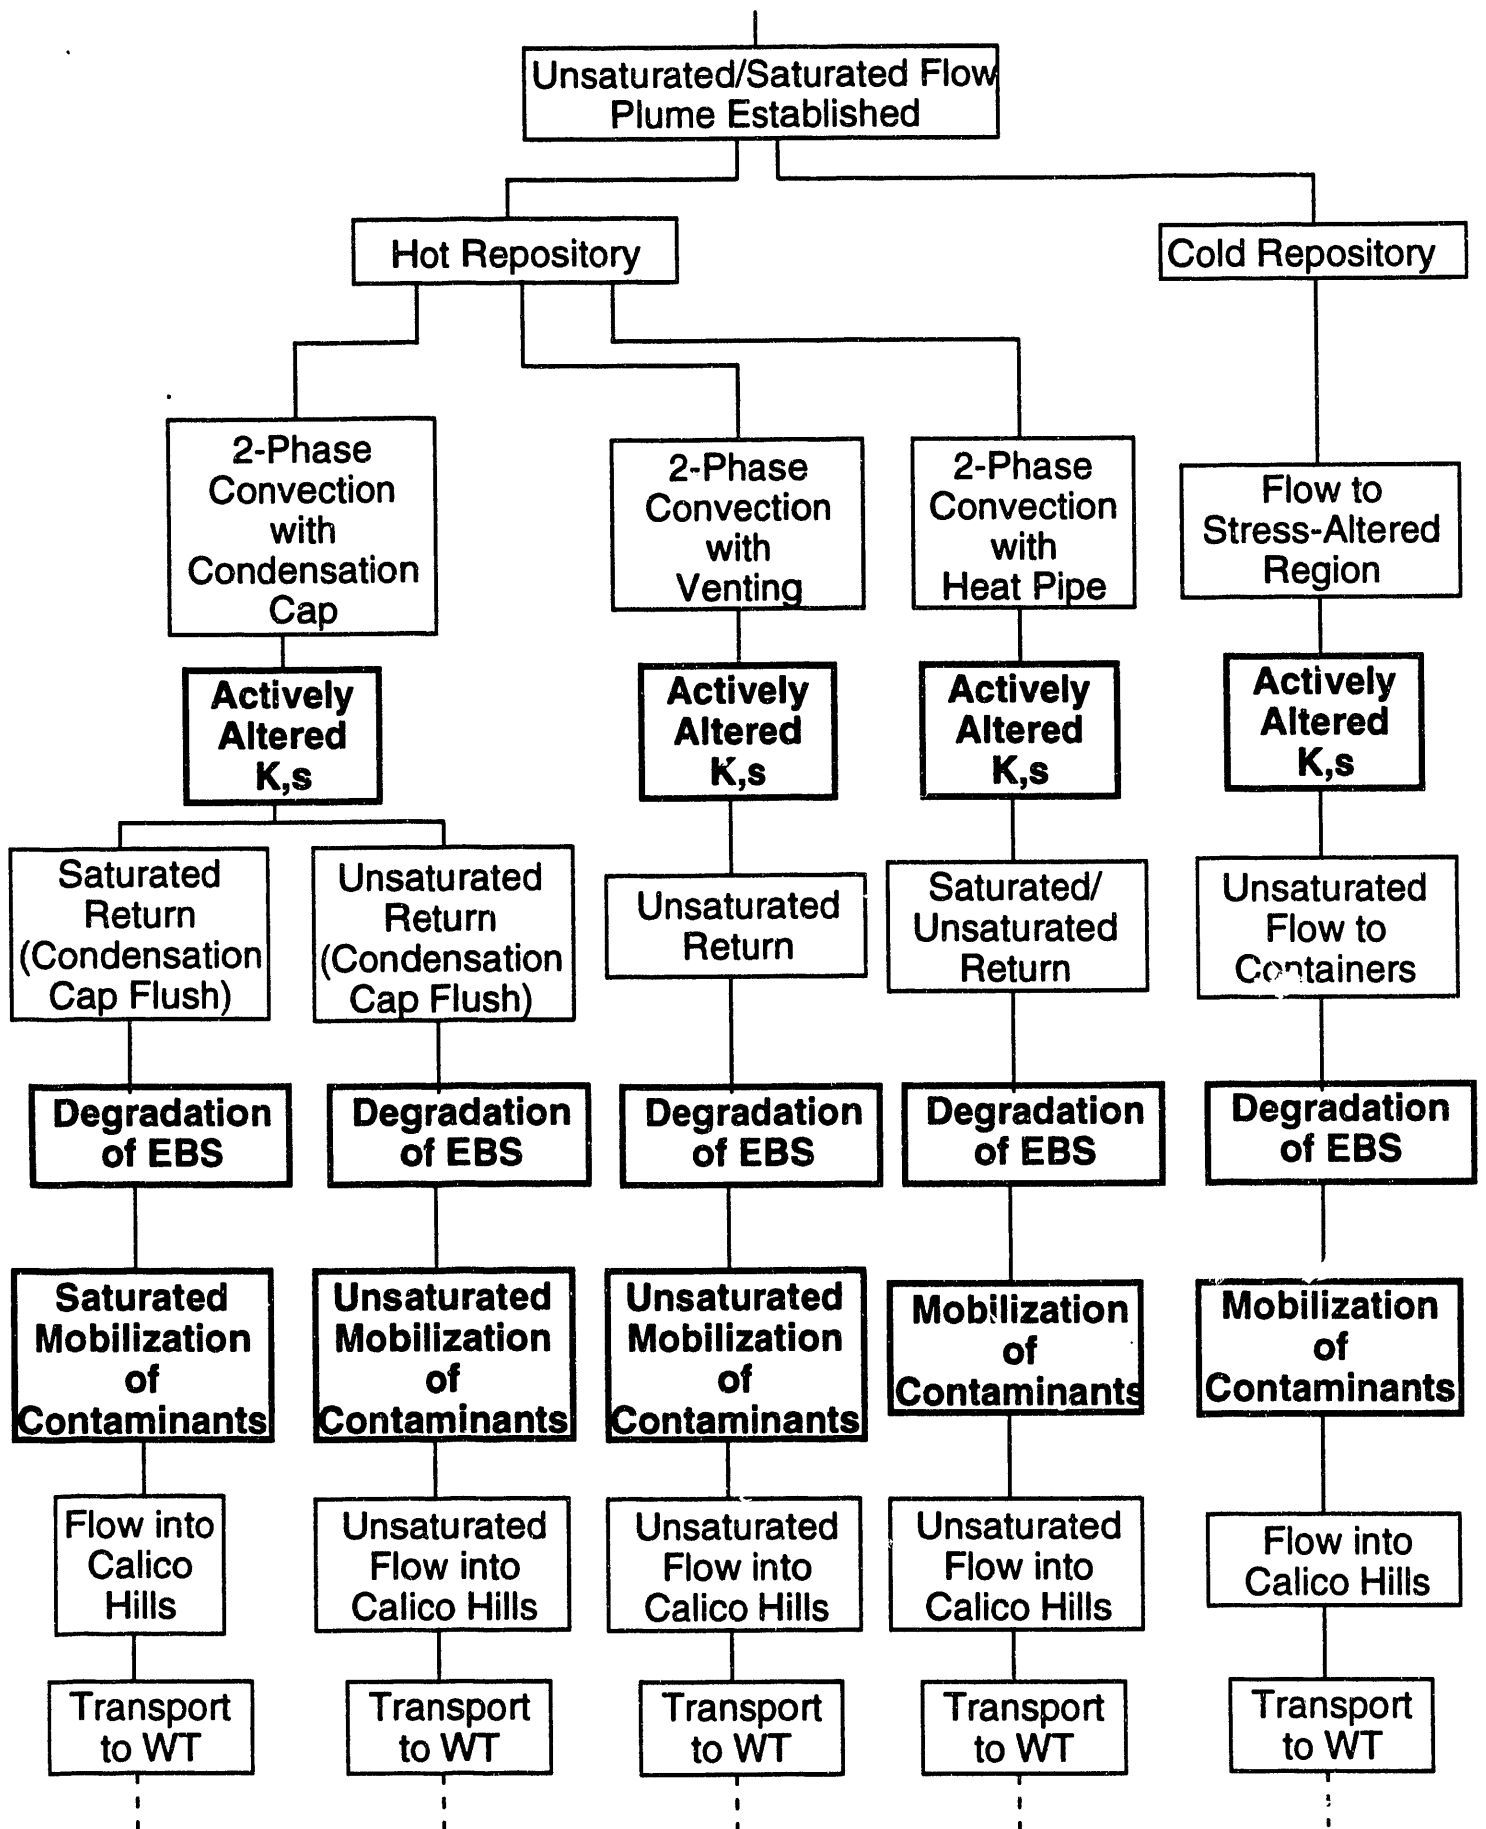 Unsaturated/Saturated Flow
Plume Established
Hot Repository
Cold Repository
2-Phase
Convection
with
Condensation
Cap
2-Phase
Convection
with
Venting
2-Phase
Convection
with
Heat Pipe
Flow to
Stress-Altered
Region
Actively
Altered
K,s
Actively
Altered
K,s
Actively
Altered
K,s
Actively
Altered
K,s
Saturated
Return
(Condensation
Cap Flush)
Unsaturated
Return
(Condensation
Cap Flush)
Unsaturated
Return
Saturated/
Unsaturated
Return
Unsaturated
Flow to
Containers
Degradation
of EBS
Degradation
of EBS
Degradation
of EBS
Degradation
of EBS
Degradation
of EBS
Saturated
Mobilization
of
Contaminants
Unsaturated
Mobilization
of
Contaminants
Unsaturated
Mobilization
of
Contaminants
Mobilization
of
Contaminants
Mobilization
of
Contaminants
Flow into
Calico
Hills
Unsaturated
Flow into
Calico Hills
Unsaturated
Flow into
Calico Hills
Unsaturated
Flow into
Calico Hills
Flow into
Calico Hills
Transport
to WT
Transport
to WT
Transport
to WT
Transport
to WT
Transport
to WT